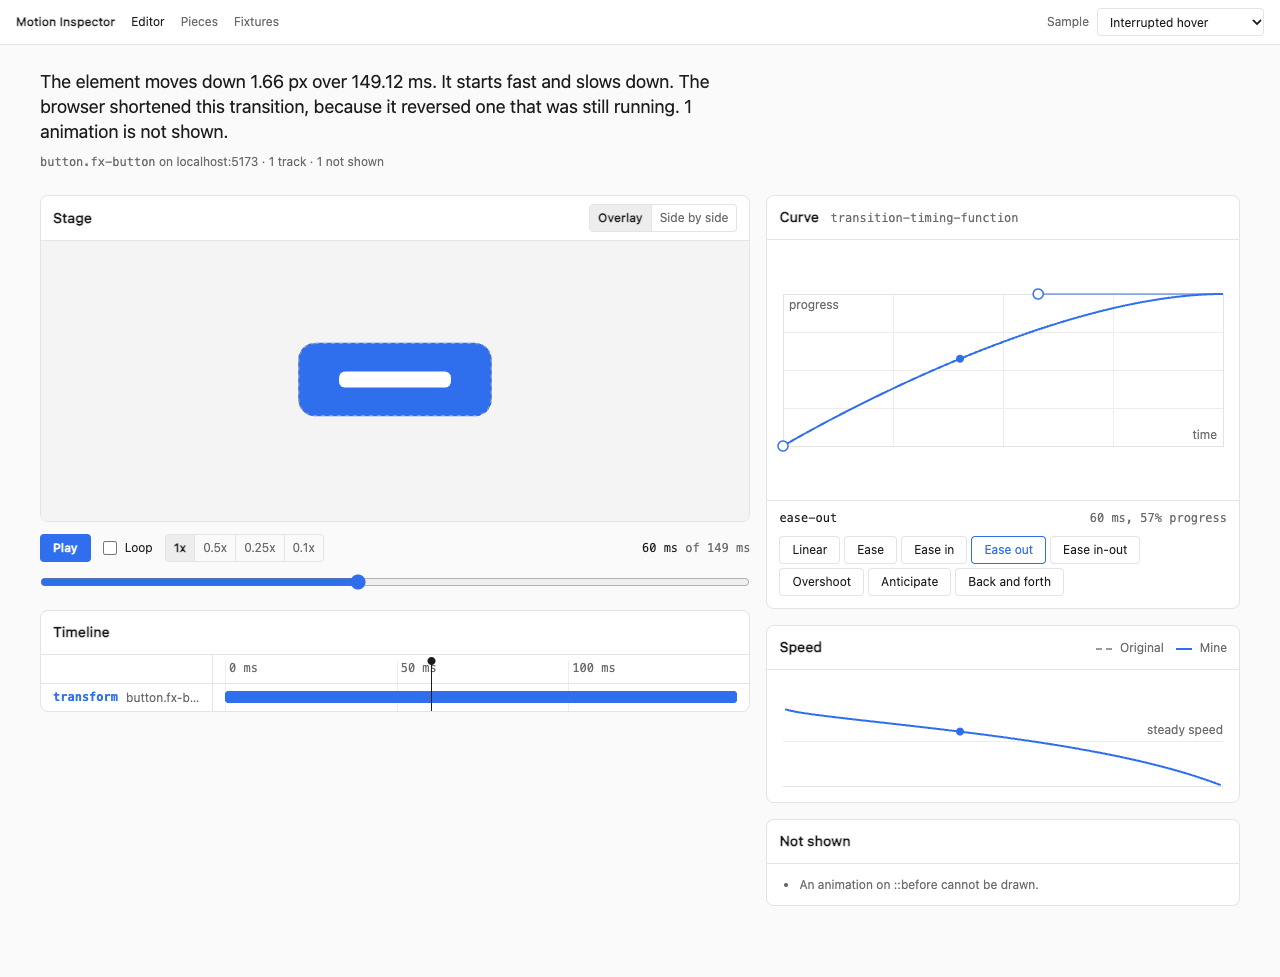 Motion Inspector Editor Pieces Fixtures Sample Interrupted hover
The element moves down 1.66 px over 149.12 ms. It starts fast and slows down. The
browser shortened this transition, because it reversed one that was still running. 1
animation is not shown.
button.fx-button on localhost:5173 · 1 track · 1 not shown
Stage Overlay Side by side
Play Loop 1x 0.5x 0.25x 0.1x 60 ms of 149 ms
Timeline
0 ms 50 ms 100 ms
transform button.fx-b...
Curve transition-timing-function
progress
time
ease-out 60 ms, 57% progress
Linear Ease Ease in Ease out Ease in-out
Overshoot Anticipate Back and forth
Speed Original Mine
steady speed
Not shown
• An animation on ::before cannot be drawn.